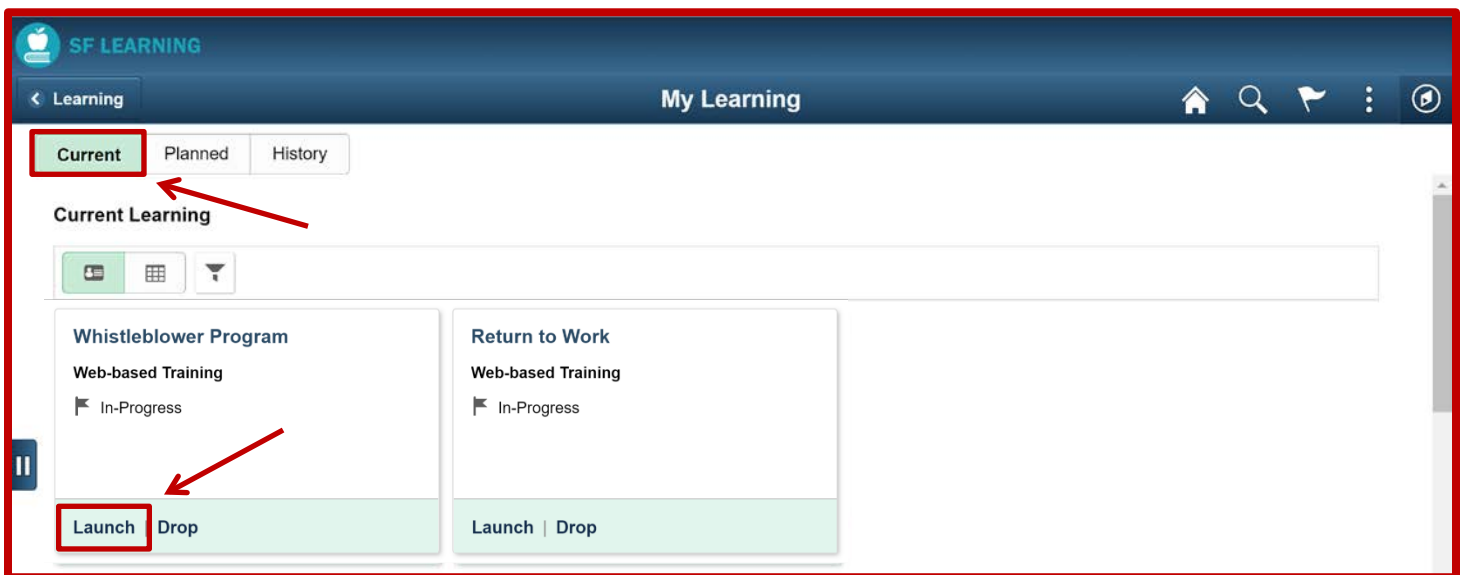 SF LEARNING
Learning
My Learning
Current Planned History
Current Learning
Whistleblower Program
Web-based Training
In-Progress
Launch | Drop
Return to Work
Web-based Training
In-Progress
Launch | Drop